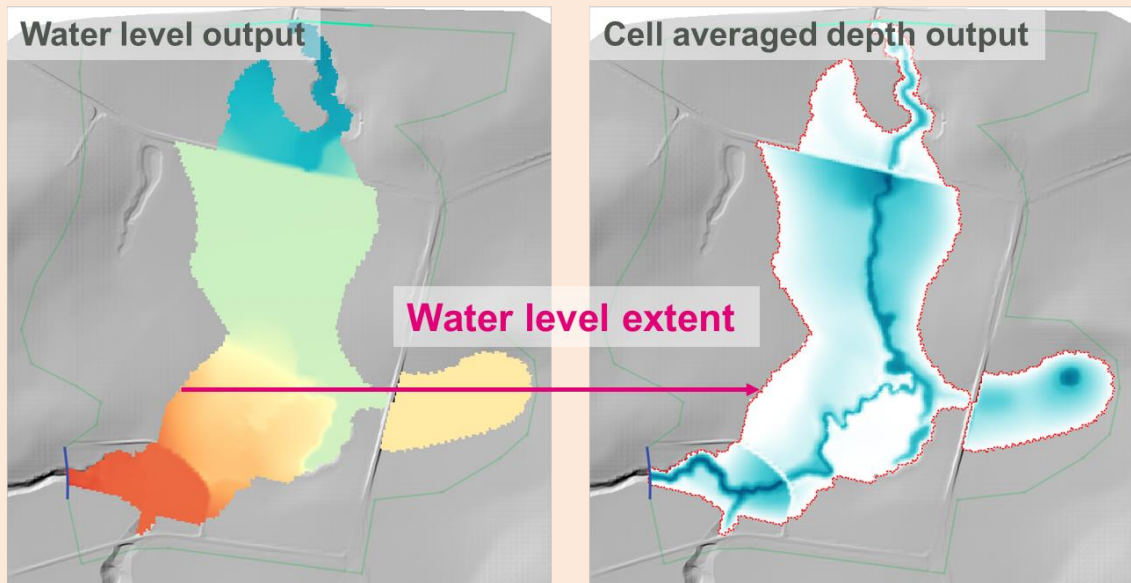 Water level output
Cell averaged depth output
Water level extent